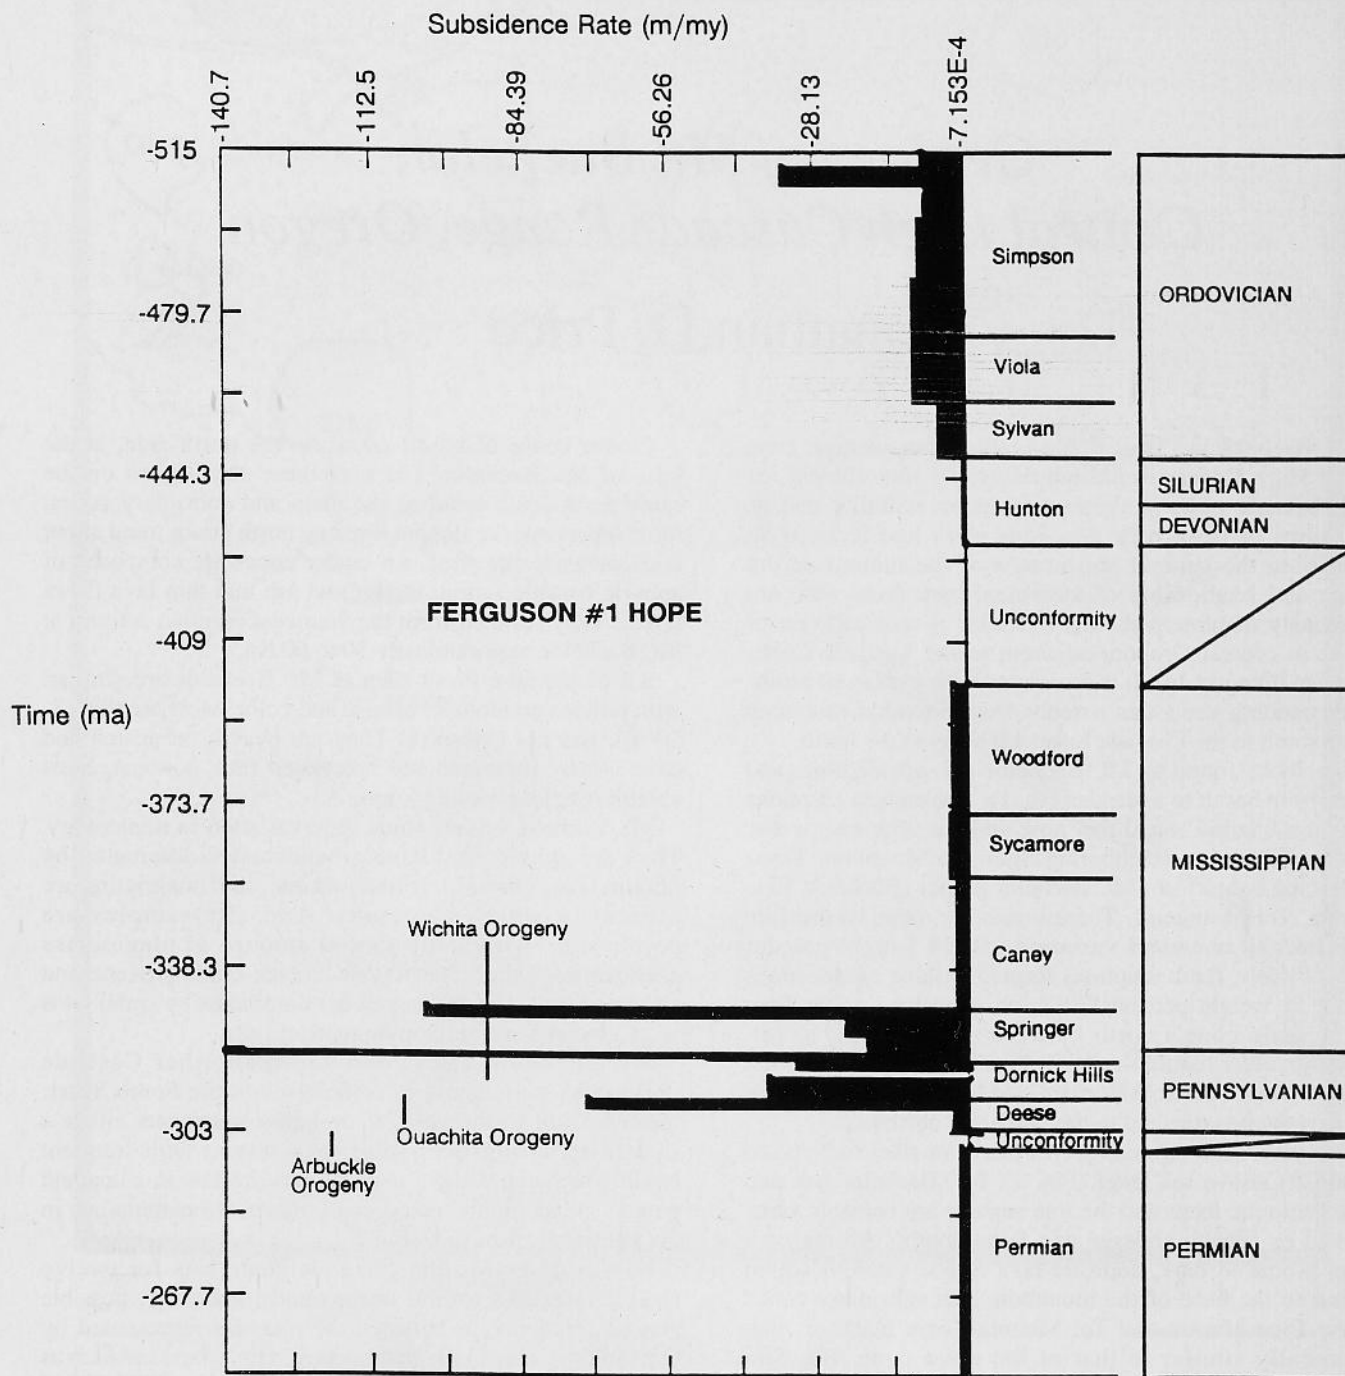 Subsidence Rate (m/my)
-140.7
-112.5
-84.39
-56.26
-28.13
-7.153E-4
-515
Simpson
ORDOVICIAN
-479.7
Viola
Sylvan
-444.3
SILURIAN
Hunton
DEVONIAN
FERGUSON #1 HOPE
Unconformity
-409
Time (ma)
Woodford
-373.7
Sycamore
MISSISSIPPIAN
Wichita Orogeny
Caney
-338.3
Springer
Dornick Hills
PENNSYLVANIAN
Deese
-303
Ouachita Orogeny
Unconformity
Arbuckle
Orogeny
Permian
PERMIAN
-267.7